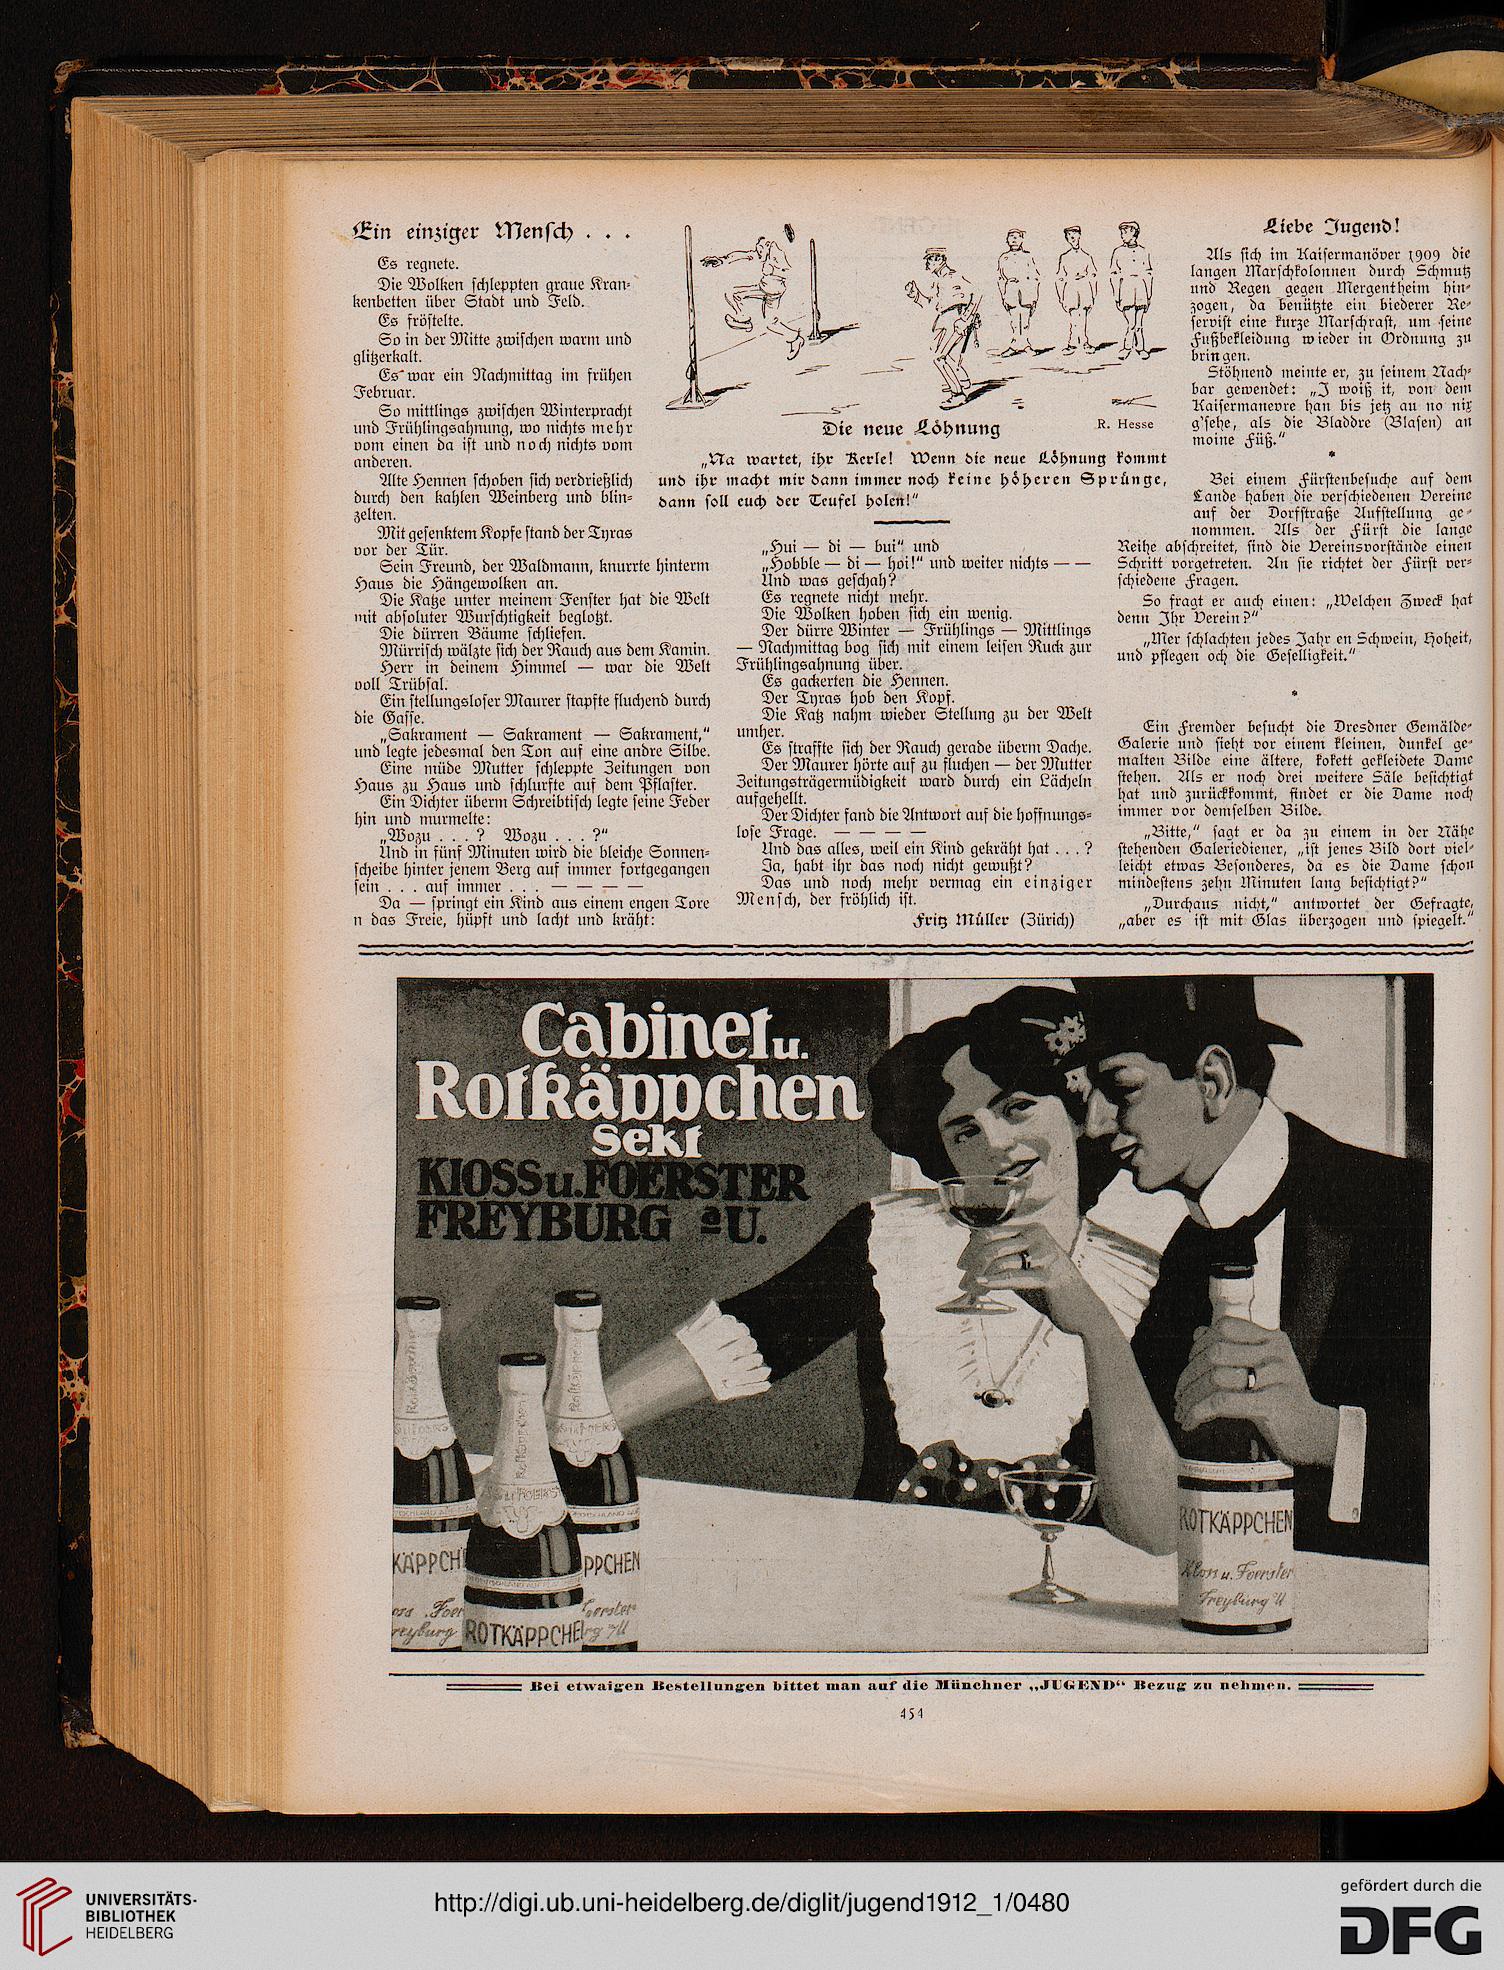 Ein einziger Mensch . . .
Es regnete.
Die Wolken schleppten graue Kran-
kenbetten über Stadt und Feld.
Es fröstelte.
So in der Mitte zwischen warm und
glitzerkalt.
Es war ein Nachmittag im frühen
Februar.
So mittlings zwischen Winterpracht
und Frühlingsahnung, wo nichts mehr
vom einen da ist und noch nichts vom
anderen.
Alte Hennen schoben sich verdrießlich
durch den kahlen Weinberg und blin-
zelten.
Mit gesenktem Kopfe stand der Tyras
vor der Tür.
Sein Freund, der Waldmann, knurrte hinterm
Haus die Hängewolken an.
Die Katze unter meinem Fenster hat die Welt
mit absoluter Wurschtigkeit beglotzt.
Die dürren Bäume schliefen.
Mürrisch wälzte sich der Rauch aus dem Kamin.
Herr in deinem Himmel — war die Welt
voll Trübsal.
Ein stellungsloser Maurer stapfte fluchend durch
die Gasse.
„Sakrament — Sakrament — Sakrament,“
und legte jedesmal den Ton auf eine andre Silbe.
Eine müde Mutter schleppte Zeitungen von
Haus zu Haus und schlurfte auf dem Pflaster.
Ein Dichter überm Schreibtisch legte seine Feder
hin und murmelte:
„Wozu . . . ? Wozu . . . ?“
Und in fünf Minuten wird die bleiche Sonnen-
scheibe hinter jenem Berg auf immer fortgegangen
sein . . . auf immer . . . — — — — —
Da — springt ein Kind aus einem engen Tore
n das Freie, hüpft und lacht und kräht:
Die neue Löhnung
R. Hesse
„Na wartet, ihr Kerle! Wenn die neue Löhnung kommt
und ihr macht mir dann immer noch keine höheren Sprünge,
dann soll euch der Teufel holen!“
„Hui — di — bui“ und
„Hobble — di — hoi!“ und weiter nichts — —
Und was geschah?
Es regnete nicht mehr.
Die Wolken hoben sich ein wenig.
Der dürre Winter — Frühlings — Mittlings
— Nachmittag bog sich mit einem leisen Ruck zur
Frühlingsahnung über.
Es gackerten die Hennen.
Der Tyras hob den Kopf.
Die Katz nahm wieder Stellung zu der Welt
umher.
Es straffte sich der Rauch gerade überm Dache.
Der Maurer hörte auf zu fluchen — der Mutter
Zeitungsträgermüdigkeit ward durch ein Lächeln
aufgehellt.
Der Dichter fand die Antwort auf die hoffnungs-
lose Frage. — — — —
Und das alles, weil ein Kind gekräht hat . . . ?
Ja, habt ihr das noch nicht gewußt?
Das und noch mehr vermag ein einziger
Mensch, der fröhlich ist.
Fritz Müller (Zürich)
Liebe Jugend!
Als sich im Kaisermanöver 1909 die
langen Marschkolonnen durch Schmutz
und Regen gegen Mergentheim hin-
zogen, da benützte ein biederer Re-
servist eine kurze Marschrast, um seine
Fußbekleidung wieder in Ordnung zu
bringen.
Stöhnend meinte er, zu seinem Nach-
bar gewendet: „J woiß it, von dem
Kaisermanevre han bis jetz au no nix
g'sehe, als die Bladdre (Blasen) an
moine Füß.“
*
Bei einem Fürstenbesuche auf dem
Lande haben die verschiedenen Vereine
auf der Dorfstraße Aufstellung ge-
nommen. Als der Fürst die lange
Reihe abschreitet, sind die Vereinsvorstände einen
Schritt vorgetreten. An sie richtet der Fürst ver-
schiedene Fragen.
So fragt er auch einen: „Welchen Zweck hat
denn Ihr Verein?“
„Mer schlachten jedes Jahr en Schwein, Hoheit,
und pflegen och die Geselligkeit.“
*
Ein Fremder besucht die Dresdner Gemälde-
Galerie und sieht vor einem kleinen, dunkel ge-
malten Bilde eine ältere, kokett gekleidete Dame
stehen. Als er noch drei weitere Säle besichtigt
hat und zurückkommt, findet er die Dame noch
immer vor demselben Bilde.
„Bitte,“ sagt er da zu einem in der Nähe
stehenden Galeriediener, „ist jenes Bild dort viel-
leicht etwas Besonderes, da es die Dame schon
mindestens zehn Minuten lang besichtigt?“
„Durchaus nicht,“ antwortet der Gefragte,
„aber es ist mit Glas überzogen und spiegelt.“
Cabinet u.
Rotkäppchen
Sekt
KLOSS u. FOERSTER
FREYBURG a U.
KÄPPCH
PPCHEN
ROTKÄPPCHE
ROTKÄPPCHEN
Kloss u. Foerster
Freyburg a/U
Bei etwaigen Bestellungen bittet man auf die Münchner „JUGEND“ Bezug zu nehmen.
454
UNIVERSITÄTS-
BIBLIOTHEK
HEIDELBERG
http://digi.ub.uni-heidelberg.de/diglit/jugend1912_1/0480
gefördert durch die
DFG